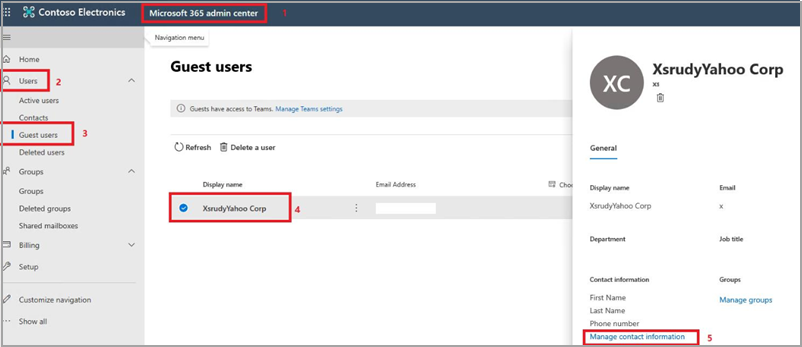 Contoso Electronics
Microsoft 365 admin center
1
Navigation menu
Home
Users
2
Active users
Contacts
Guest users
3
Deleted users
Groups
Groups
Deleted groups
Shared mailboxes
Billing
Setup
Customize navigation
Show all
Guest users
Guests have access to Teams. Manage Teams settings
Refresh
Delete a user
Display name
Email Address
Choo
XsrudyYahoo Corp
4
XC
XsrudyYahoo Corp
xs
General
Display name
Email
XsrudyYahoo Corp
x
Department
Job title
Contact information
Groups
First Name
Manage groups
Last Name
Phone number
Manage contact information
5